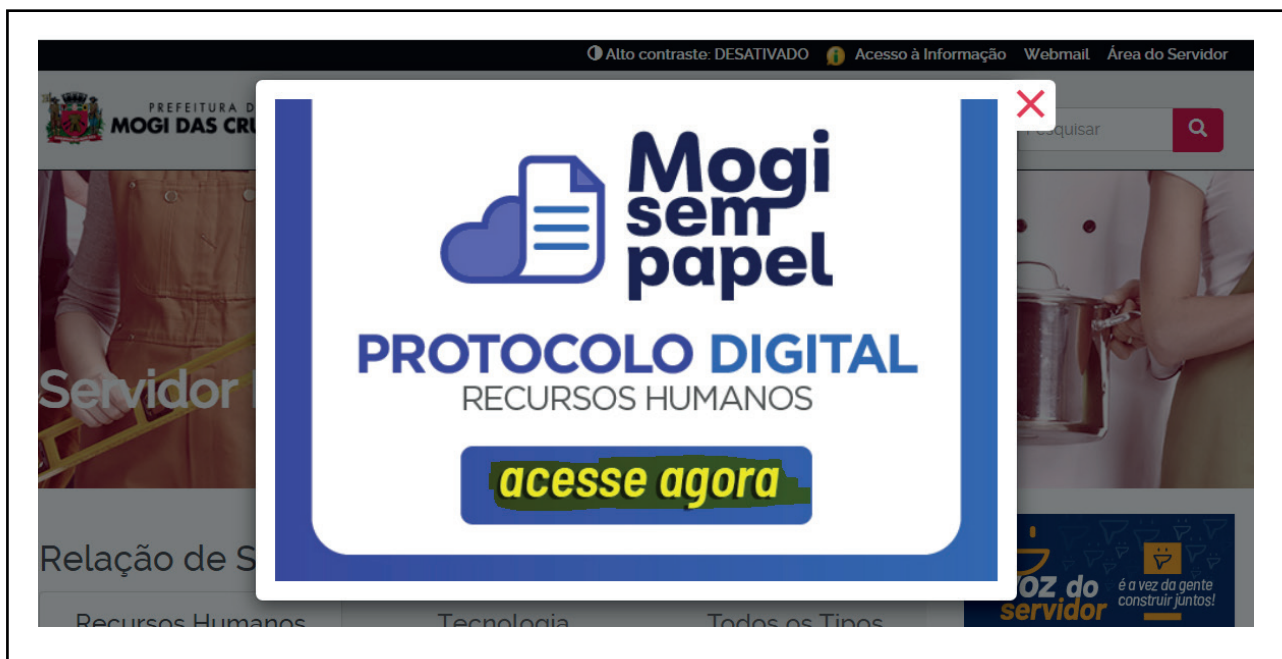 Alto contraste: DESATIVADO Acesso à Informação Webmail Área do Servidor
PREFEITURA D
MOGI DAS CRU
Pesquisar
Mogi
sem
papel
PROTOCOLO DIGITAL
RECURSOS HUMANOS
acesse agora
Servidor
Relação de S
Recursos Humanos Tecnologia Todos os Tipos
voz do
servidor
é a vez da gente
construir juntos!